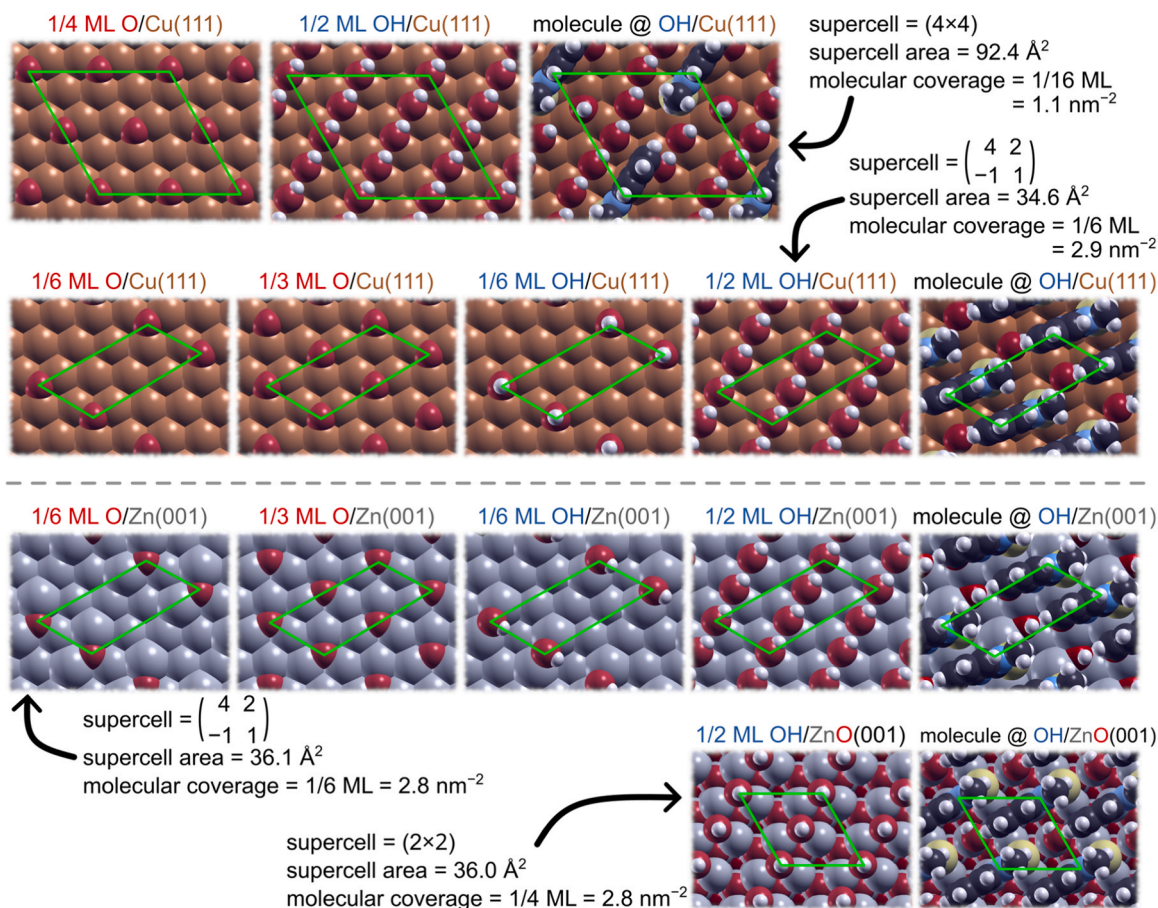 1/4 ML O/Cu(111)
1/2 ML OH/Cu(111)
molecule @ OH/Cu(111)
supercell = (4×4)
supercell area = 92.4 Å²
molecular coverage = 1/16 ML
= 1.1 nm⁻²
supercell = ( 4 2
−1 1 )
supercell area = 34.6 Å²
molecular coverage = 1/6 ML
= 2.9 nm⁻²
1/6 ML O/Cu(111)
1/3 ML O/Cu(111)
1/6 ML OH/Cu(111)
1/2 ML OH/Cu(111)
molecule @ OH/Cu(111)
1/6 ML O/Zn(001)
1/3 ML O/Zn(001)
1/6 ML OH/Zn(001)
1/2 ML OH/Zn(001)
molecule @ OH/Zn(001)
supercell = ( 4 2
−1 1 )
supercell area = 36.1 Å²
molecular coverage = 1/6 ML = 2.8 nm⁻²
1/2 ML OH/ZnO(001)
molecule @ OH/ZnO(001)
supercell = (2×2)
supercell area = 36.0 Å²
molecular coverage = 1/4 ML = 2.8 nm⁻²